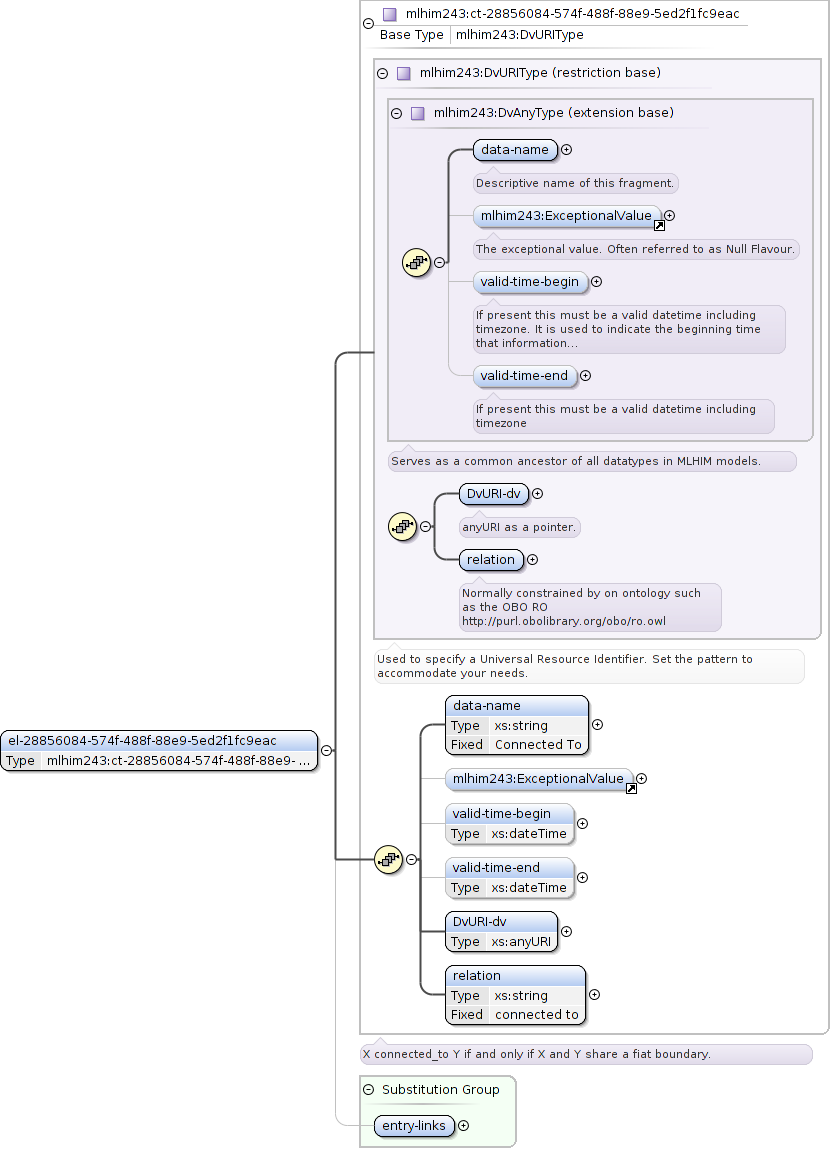 mlhim243:ct-28856084-574f-488f-88e9-5ed2f1fc9eac
Base Type mlhim243:DvURIType
mlhim243:DvURIType (restriction base)
mlhim243:DvAnyType (extension base)
data-name
Descriptive name of this fragment.
mlhim243:ExceptionalValue
The exceptional value. Often referred to as Null Flavour.
valid-time-begin
If present this must be a valid datetime including
timezone. It is used to indicate the beginning time
that information...
valid-time-end
If present this must be a valid datetime including
timezone
Serves as a common ancestor of all datatypes in MLHIM models.
DvURI-dv
anyURI as a pointer.
relation
Normally constrained by on ontology such
as the OBO RO
http://purl.obolibrary.org/obo/ro.owl
Used to specify a Universal Resource Identifier. Set the pattern to
accommodate your needs.
el-28856084-574f-488f-88e9-5ed2f1fc9eac
Type mlhim243:ct-28856084-574f-488f-88e9- ...
data-name
Type xs:string
Fixed Connected To
mlhim243:ExceptionalValue
valid-time-begin
Type xs:dateTime
valid-time-end
Type xs:dateTime
DvURI-dv
Type xs:anyURI
relation
Type xs:string
Fixed connected to
X connected_to Y if and only if X and Y share a fiat boundary.
Substitution Group
entry-links